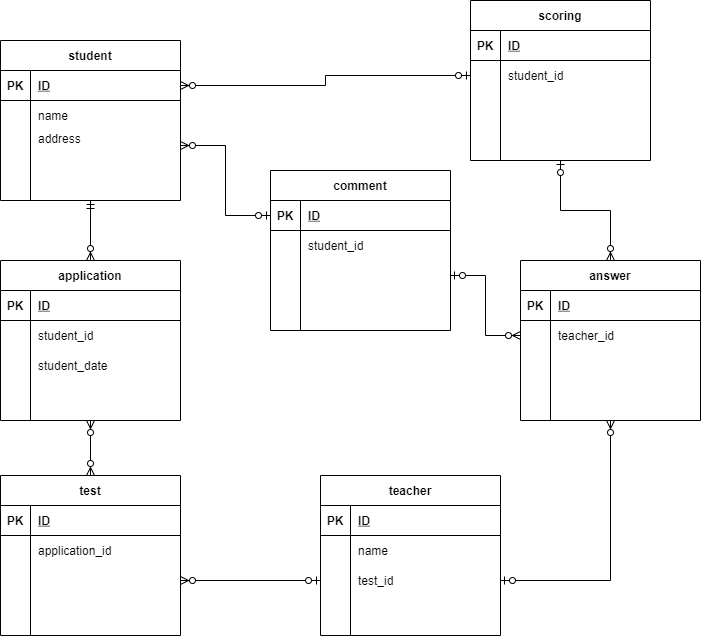 scoring
PK ID
student_id
student
PK ID
name
address
comment
PK ID
student_id
application
PK ID
student_id
student_date
answer
PK ID
teacher_id
test
PK ID
application_id
teacher
PK ID
name
test_id